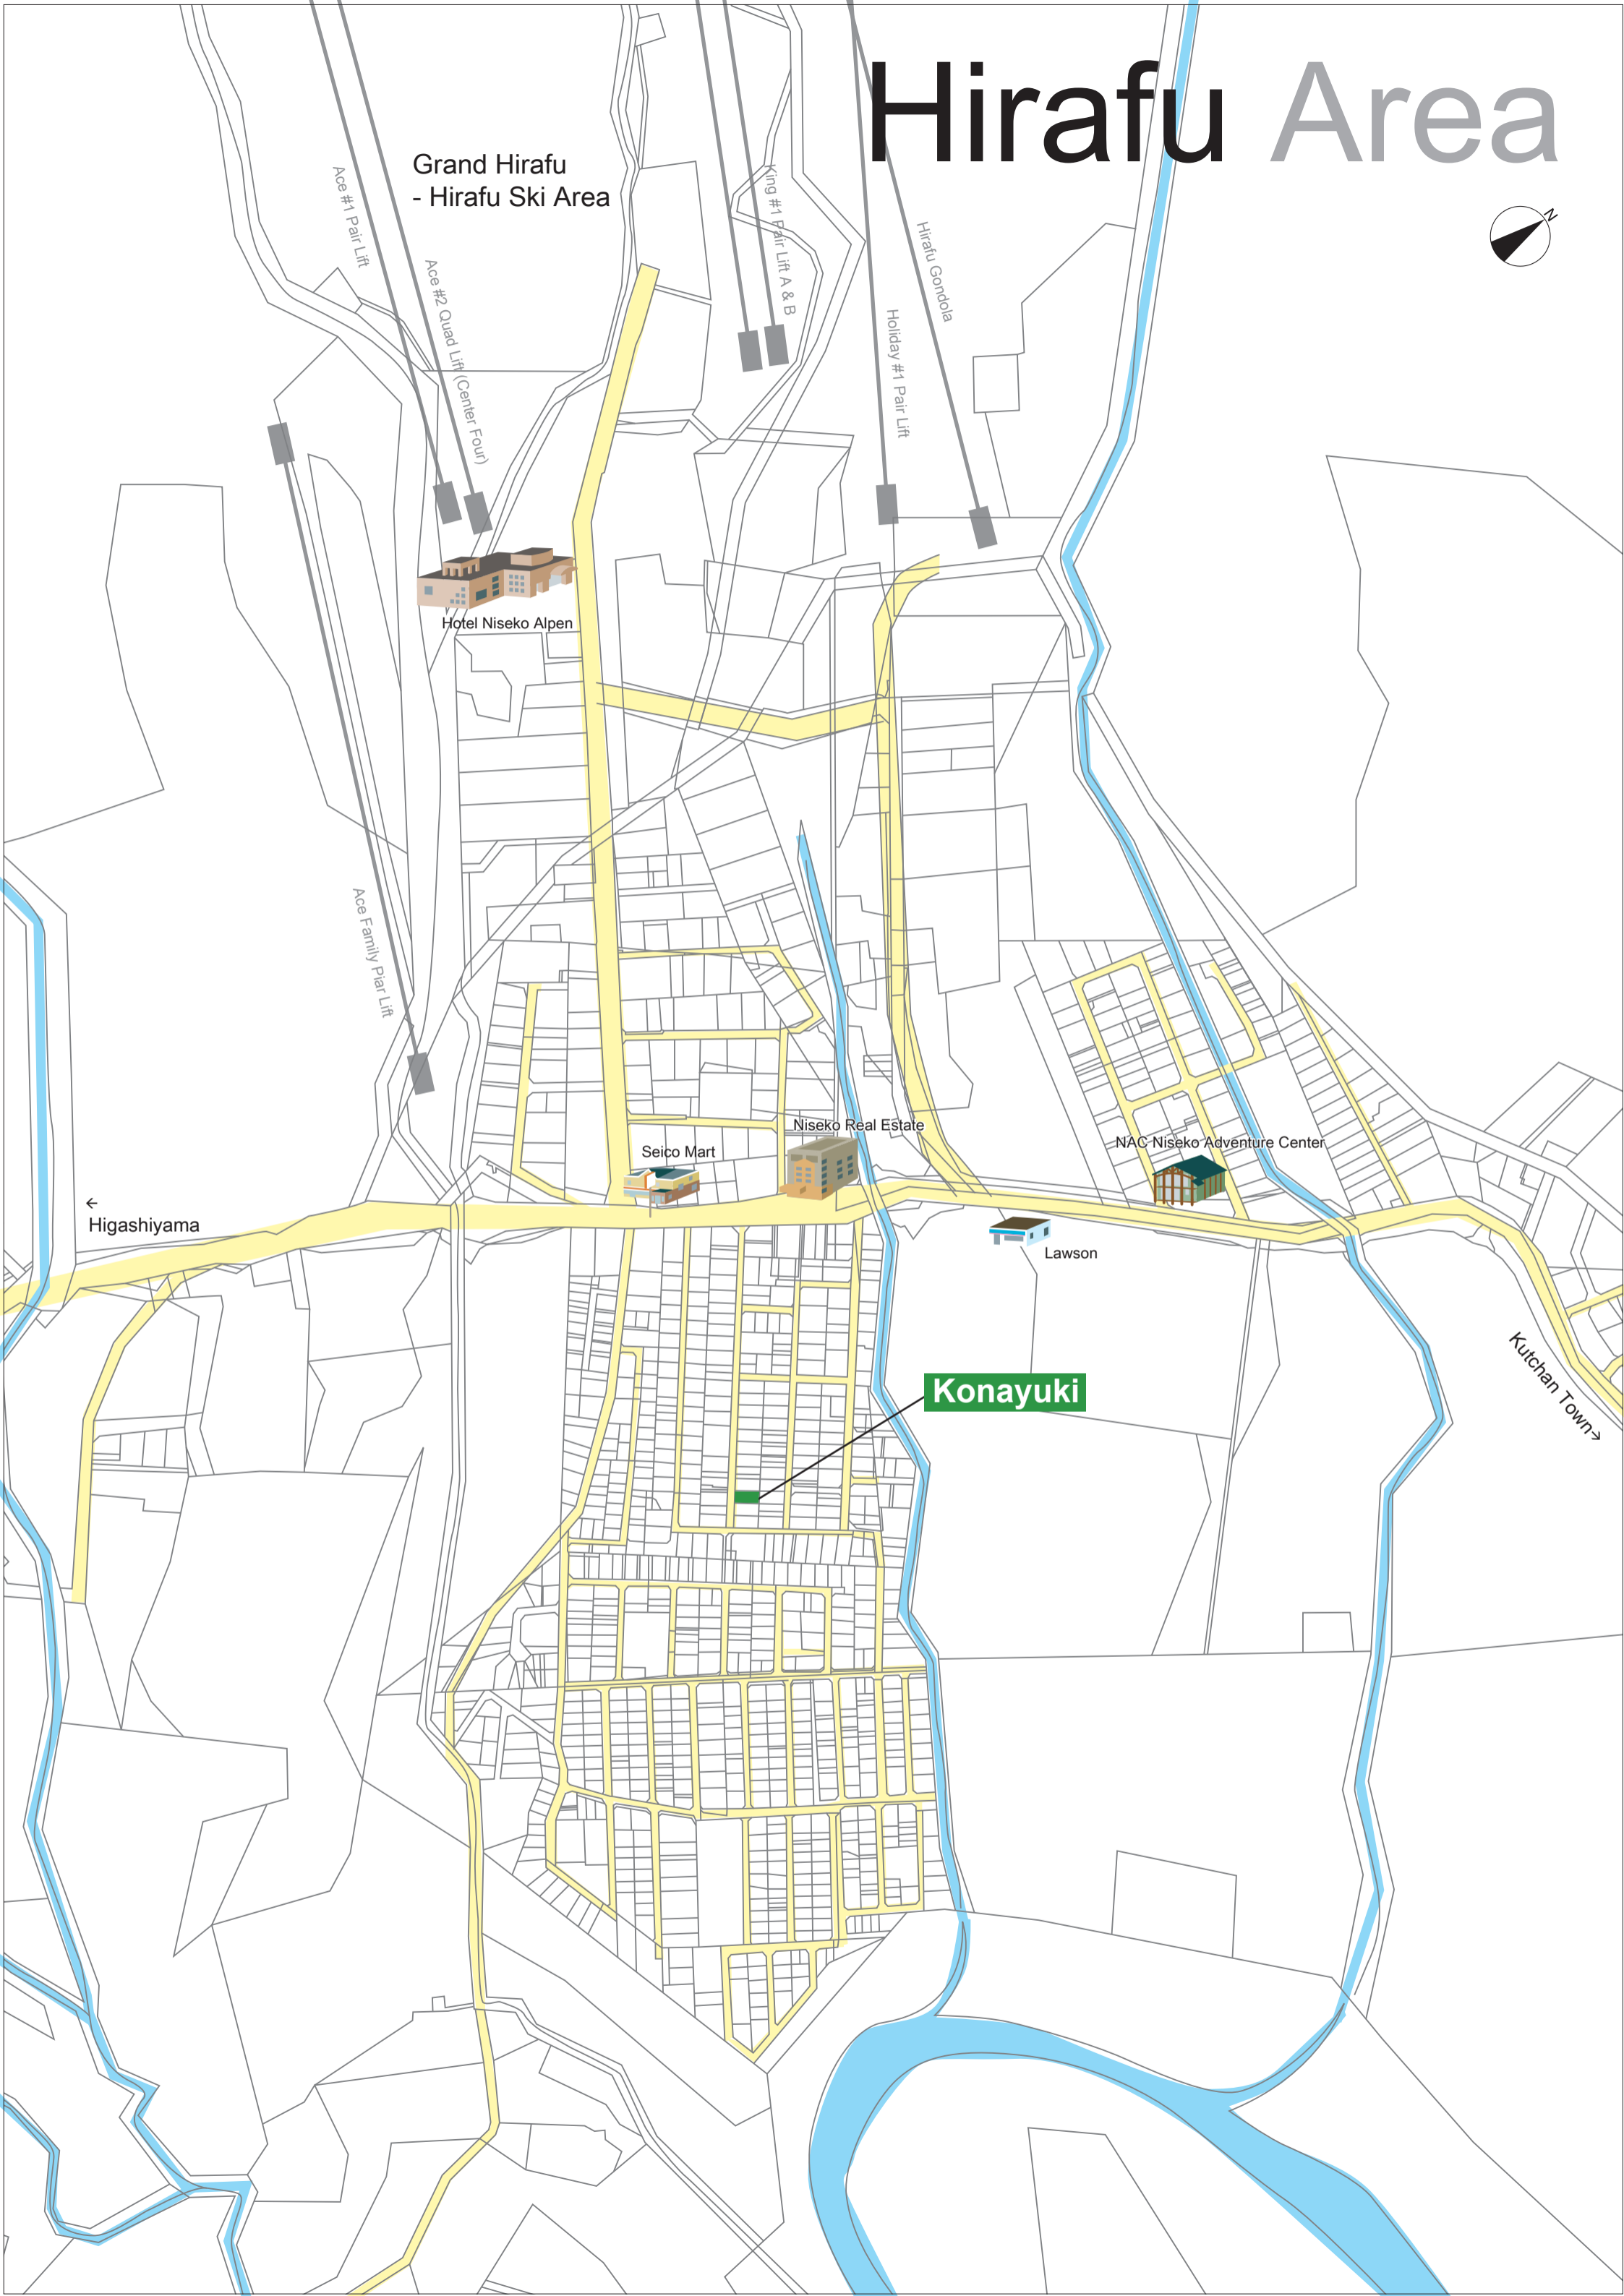 Hirafu Area
N
Grand Hirafu
- Hirafu Ski Area
Ace #1 Pair Lift
Ace #2 Quad Lift (Center Four)
King #1 Pair Lift A & B
Holiday #1 Pair Lift
Hirafu Gondola
Hotel Niseko Alpen
Ace Family Piar Lift
Niseko Real Estate
Seico Mart
NAC Niseko Adventure Center
←
Higashiyama
Lawson
Kutchan Town→
Konayuki